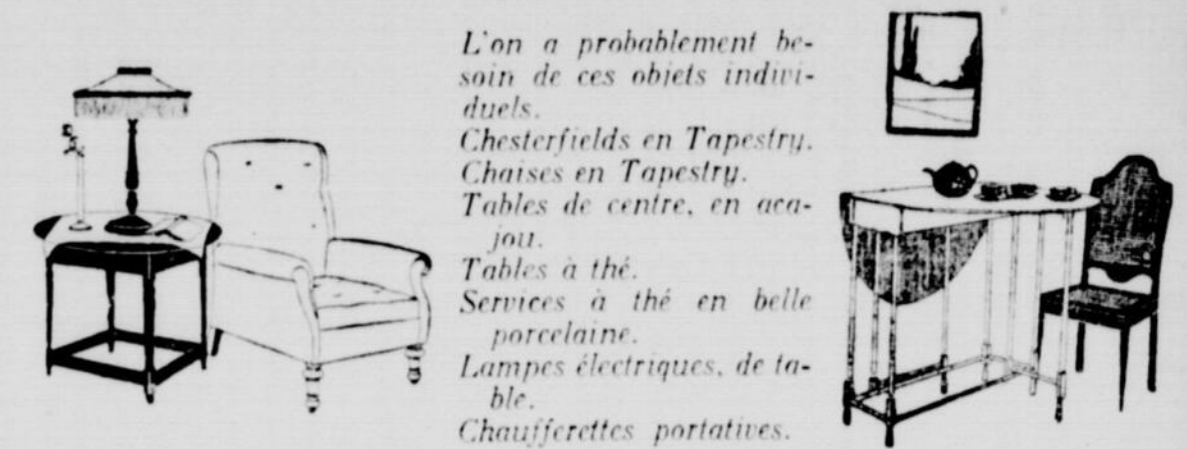 L'on a probablement be-
soin de ces objets indivi-
duels.
Chesterfields en Tapestry.
Chaises en Tapestry.
Tables de centre, en aca-
jou.
Tables à thé.
Services à thé en belle
porcelaine.
Lampes électriques, de ta-
ble.
Chaufferettes portatives.